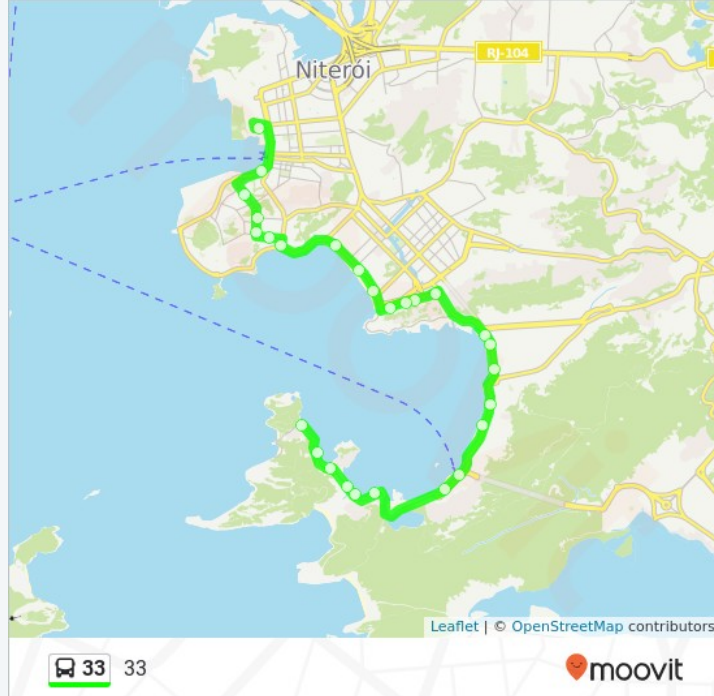 RJ-104
Niterói
Leaflet | © OpenStreetMap contributors
33 33
moovit